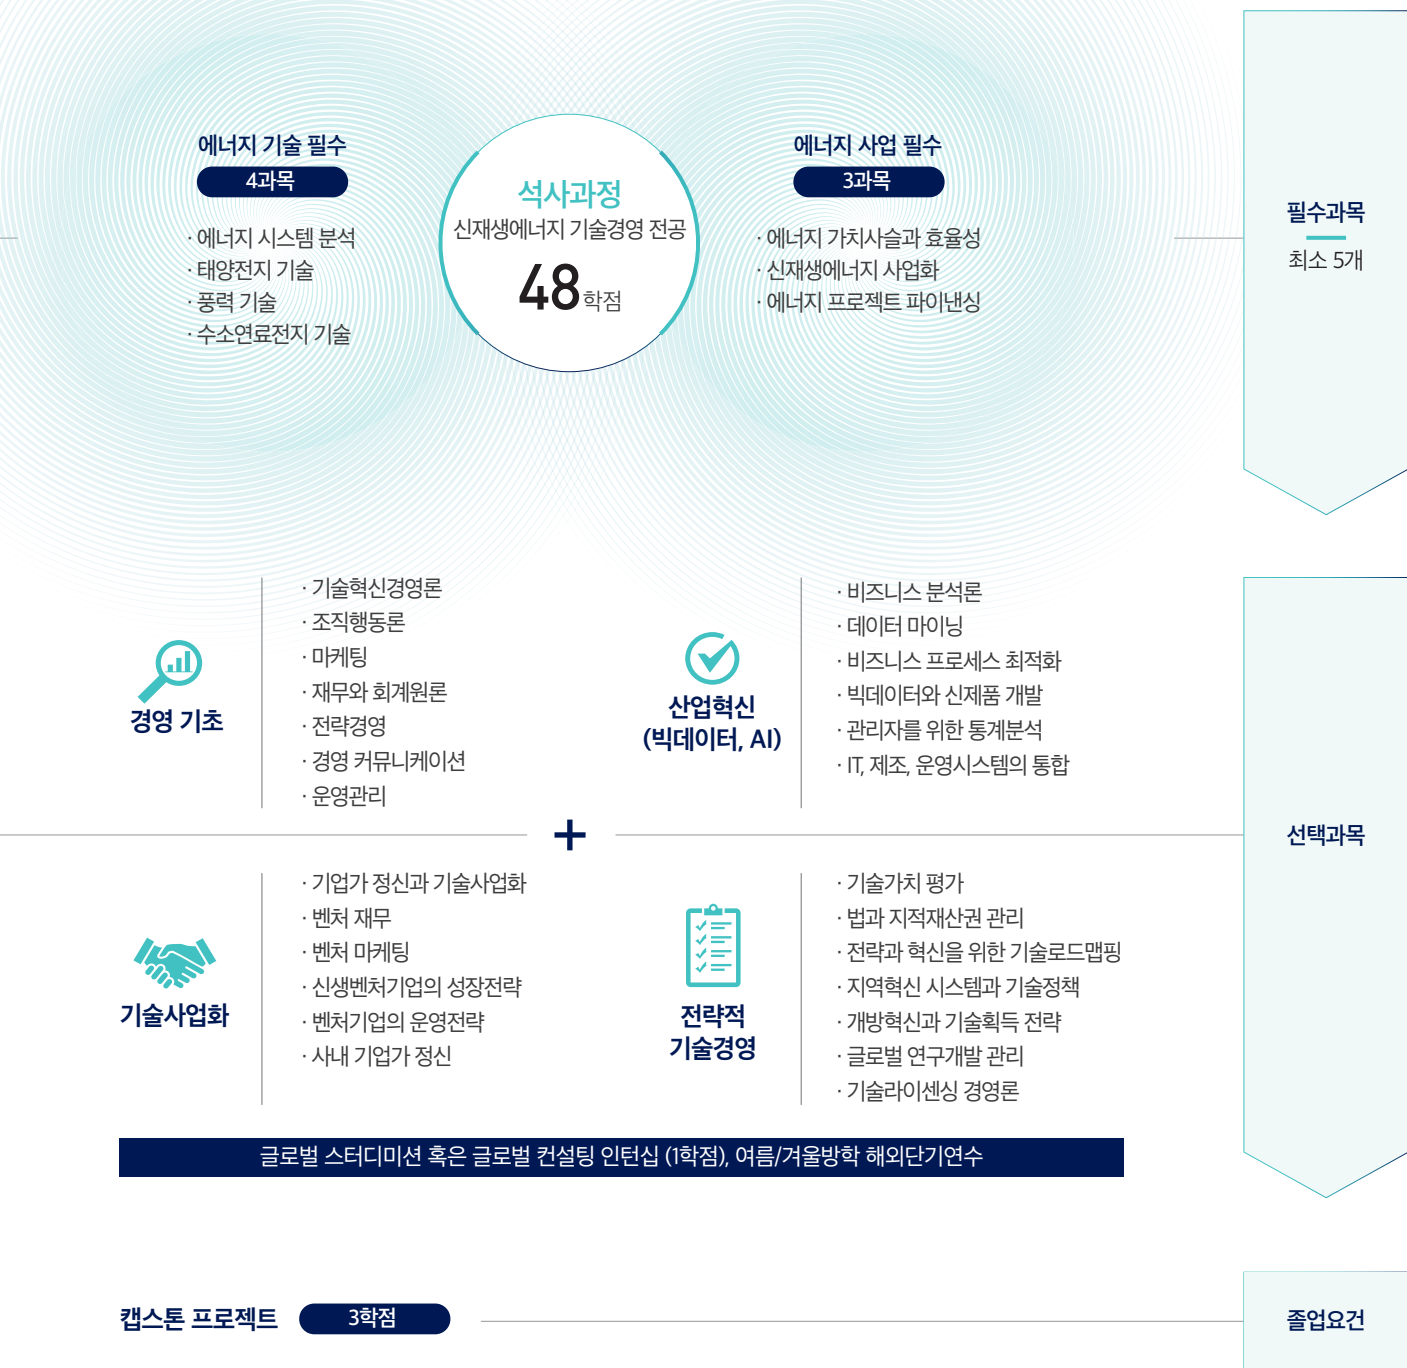 에너지 기술 필수
4과목
· 에너지 시스템 분석
· 태양전지 기술
· 풍력 기술
· 수소연료전지 기술
석사과정
신재생에너지 기술경영 전공
48학점
에너지 사업 필수
3과목
· 에너지 가치사슬과 효율성
· 신재생에너지 사업화
· 에너지 프로젝트 파이낸싱
필수과목
최소 5개
경영 기초
· 기술혁신경영론
· 조직행동론
· 마케팅
· 재무와 회계원론
· 전략경영
· 경영 커뮤니케이션
· 운영관리
산업혁신
(빅데이터, AI)
· 비즈니스 분석론
· 데이터 마이닝
· 비즈니스 프로세스 최적화
· 빅데이터와 신제품 개발
· 관리자를 위한 통계분석
· IT, 제조, 운영시스템의 통합
+
선택과목
기술사업화
· 기업가 정신과 기술사업화
· 벤처 재무
· 벤처 마케팅
· 신생벤처기업의 성장전략
· 벤처기업의 운영전략
· 사내 기업가 정신
전략적
기술경영
· 기술가치 평가
· 법과 지적재산권 관리
· 전략과 혁신을 위한 기술로드맵핑
· 지역혁신 시스템과 기술정책
· 개방혁신과 기술획득 전략
· 글로벌 연구개발 관리
· 기술라이센싱 경영론
글로벌 스터디미션 혹은 글로벌 컨설팅 인턴십 (1학점), 여름/겨울방학 해외단기연수
캡스톤 프로젝트
3학점
졸업요건